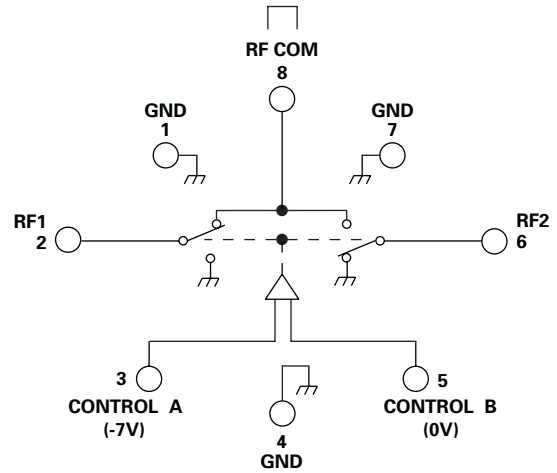 RF COM
8
GND
1
GND
7
RF1
2
RF2
6
3
CONTROL A
(-7V)
5
CONTROL B
(0V)
4
GND